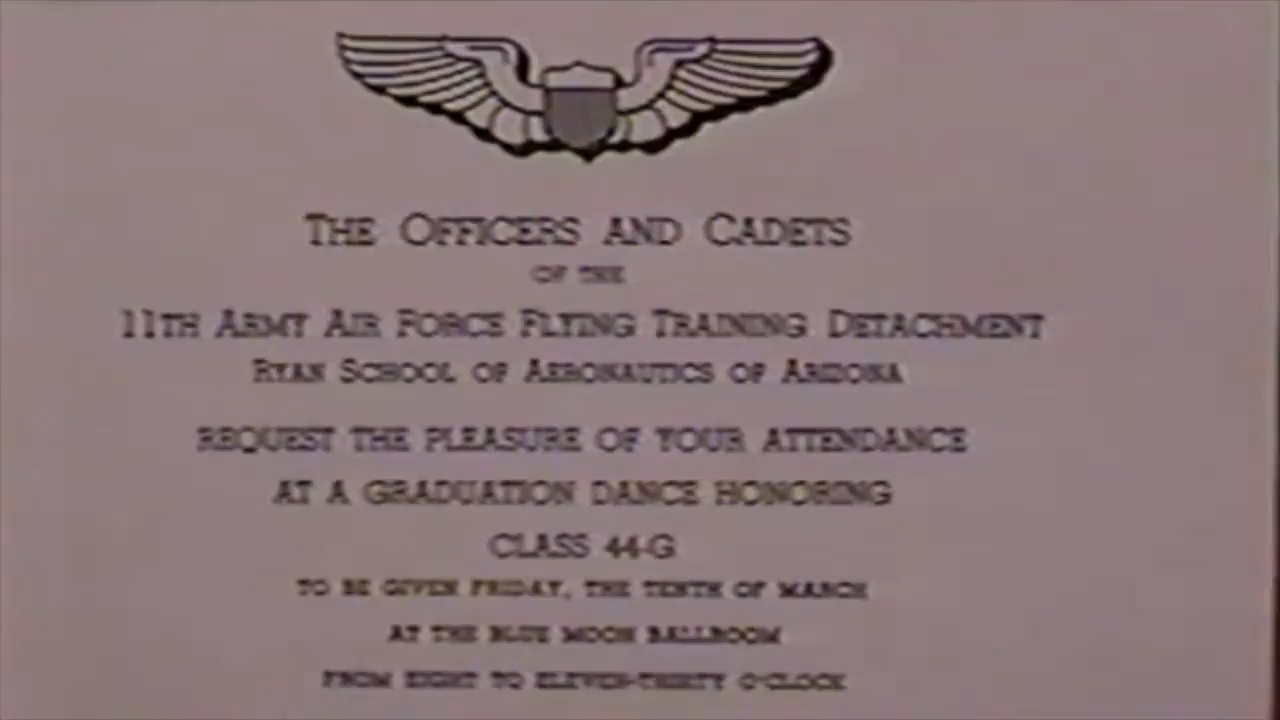 The Officers and Cadets
of the
11th Army Air Force Flying Training Detachment
Ryan School of Aeronautics of Arizona
request the pleasure of your attendance
at a graduation dance honoring
Class 44-G
to be given Friday, the tenth of March
at the Blue Moon Ballroom
from eight to eleven-thirty o'clock